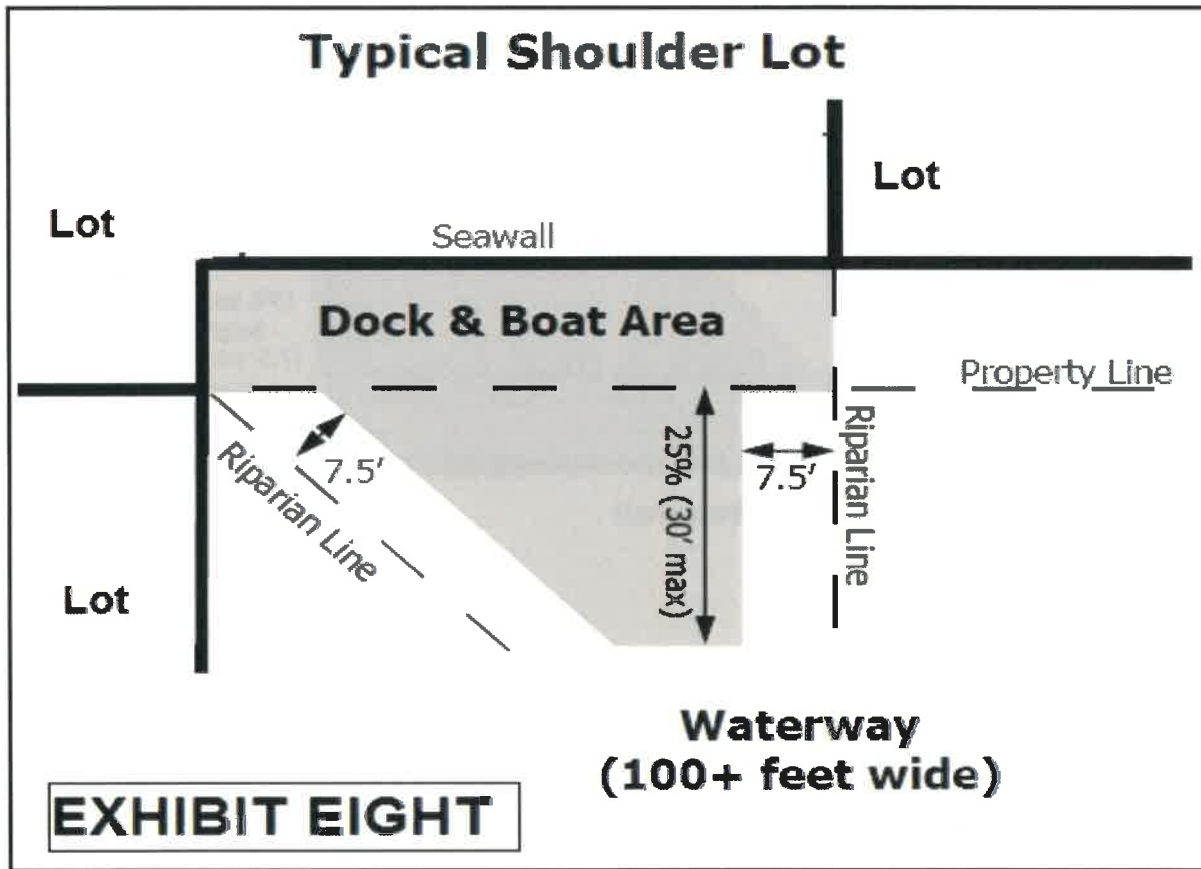 Typical Shoulder Lot
Lot
Lot
Seawall
Dock & Boat Area
Property Line
7.5'
Riparian Line
25% (30' max)
7.5'
Riparian Line
Lot
Waterway
(100+ feet wide)
EXHIBIT EIGHT